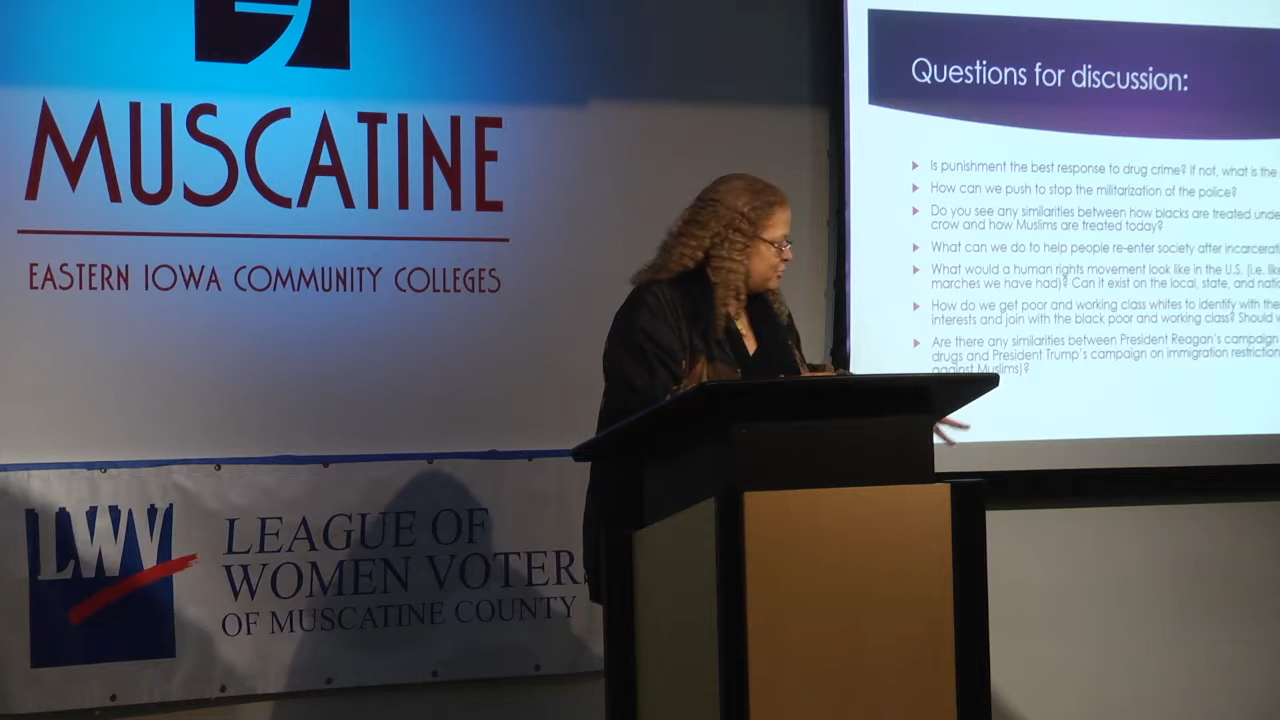 MUSCATINE
EASTERN IOWA COMMUNITY COLLEGES
LWV
LEAGUE OF
WOMEN VOTERS
OF MUSCATINE COUNTY
Questions for discussion:
Is punishment the best response to drug crime? If not, what is the
How can we push to stop the militarization of the police?
Do you see any similarities between how blacks are treated unde
crow and how Muslims are treated today?
What can we do to help people re-enter society after incarcerati
What would a human rights movement look like in the U.S. (i.e. like
marches we have had)? Can it exist on the local, state, and natio
How do we get poor and working class whites to identify with the
interests and join with the black poor and working class? Should w
Are there any similarities between President Reagan's campaign
drugs and President Trump's campaign on immigration restriction
against Muslims)?